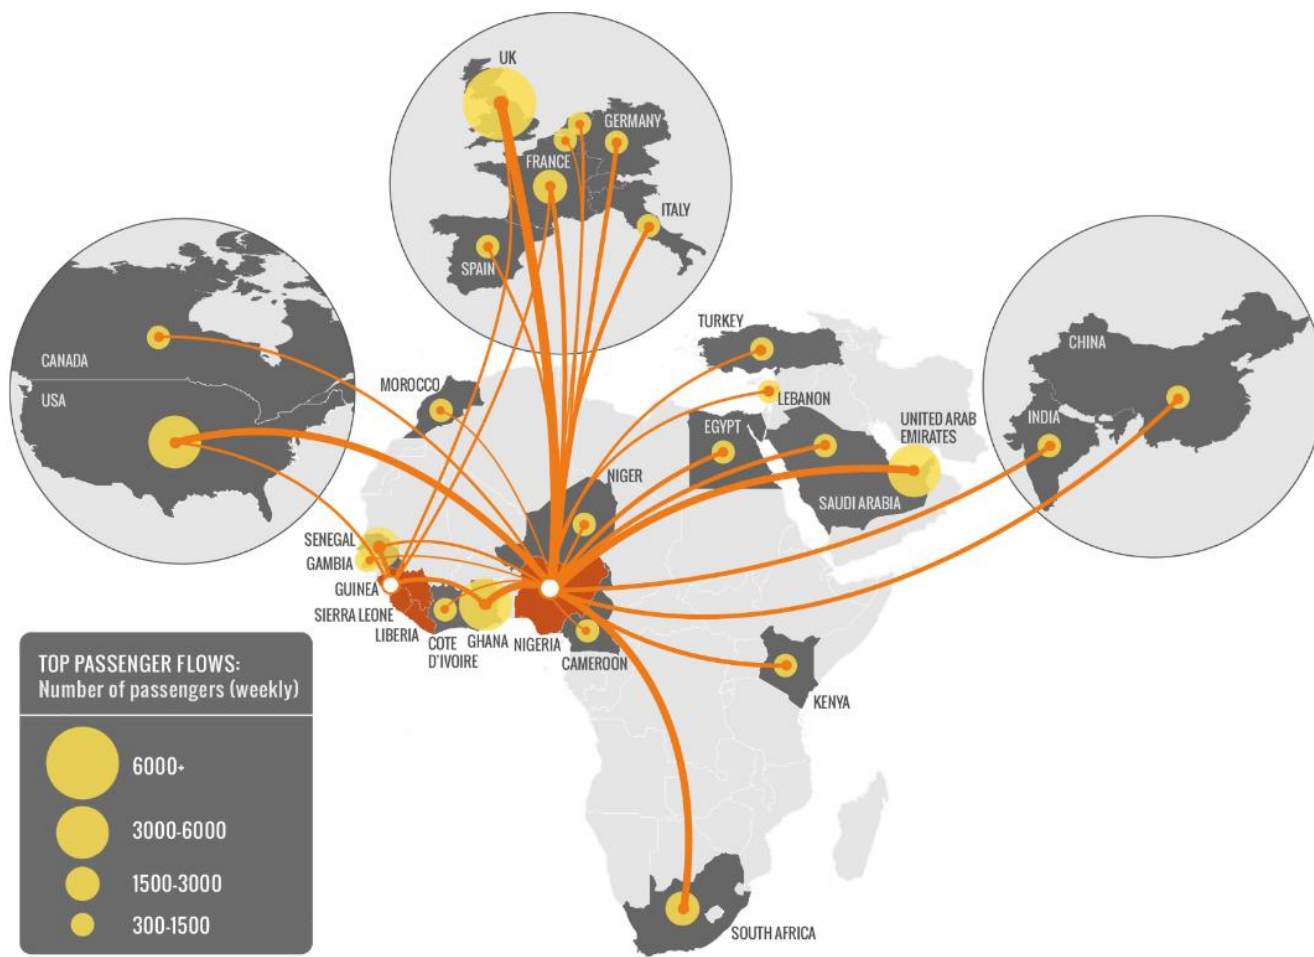 UK
GERMANY
FRANCE
ITALY
SPAIN
CANADA
USA
TURKEY
LEBANON
MOROCCO
EGYPT
UNITED ARAB
EMIRATES
SAUDI ARABIA
CHINA
INDIA
NIGER
SENEGAL
GAMBIA
GUINEA
SIERRA LEONE
LIBERIA
COTE
D'IVOIRE
GHANA
NIGERIA
CAMEROON
KENYA
SOUTH AFRICA
TOP PASSENGER FLOWS:
Number of passengers (weekly)
6000+
3000-6000
1500-3000
300-1500